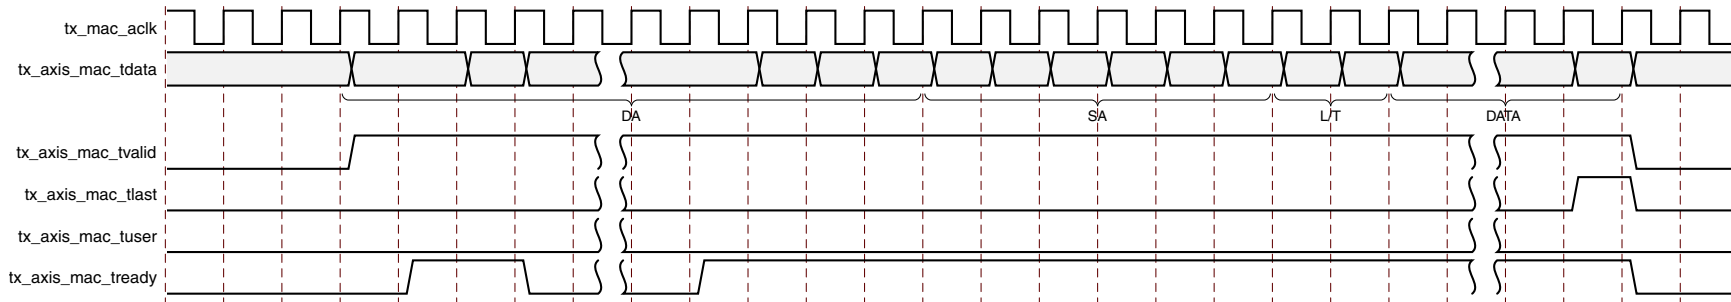 tx_mac_aclk
tx_axis_mac_tdata
DA SA L/T DATA
tx_axis_mac_tvalid
tx_axis_mac_tlast
tx_axis_mac_tuser
tx_axis_mac_tready